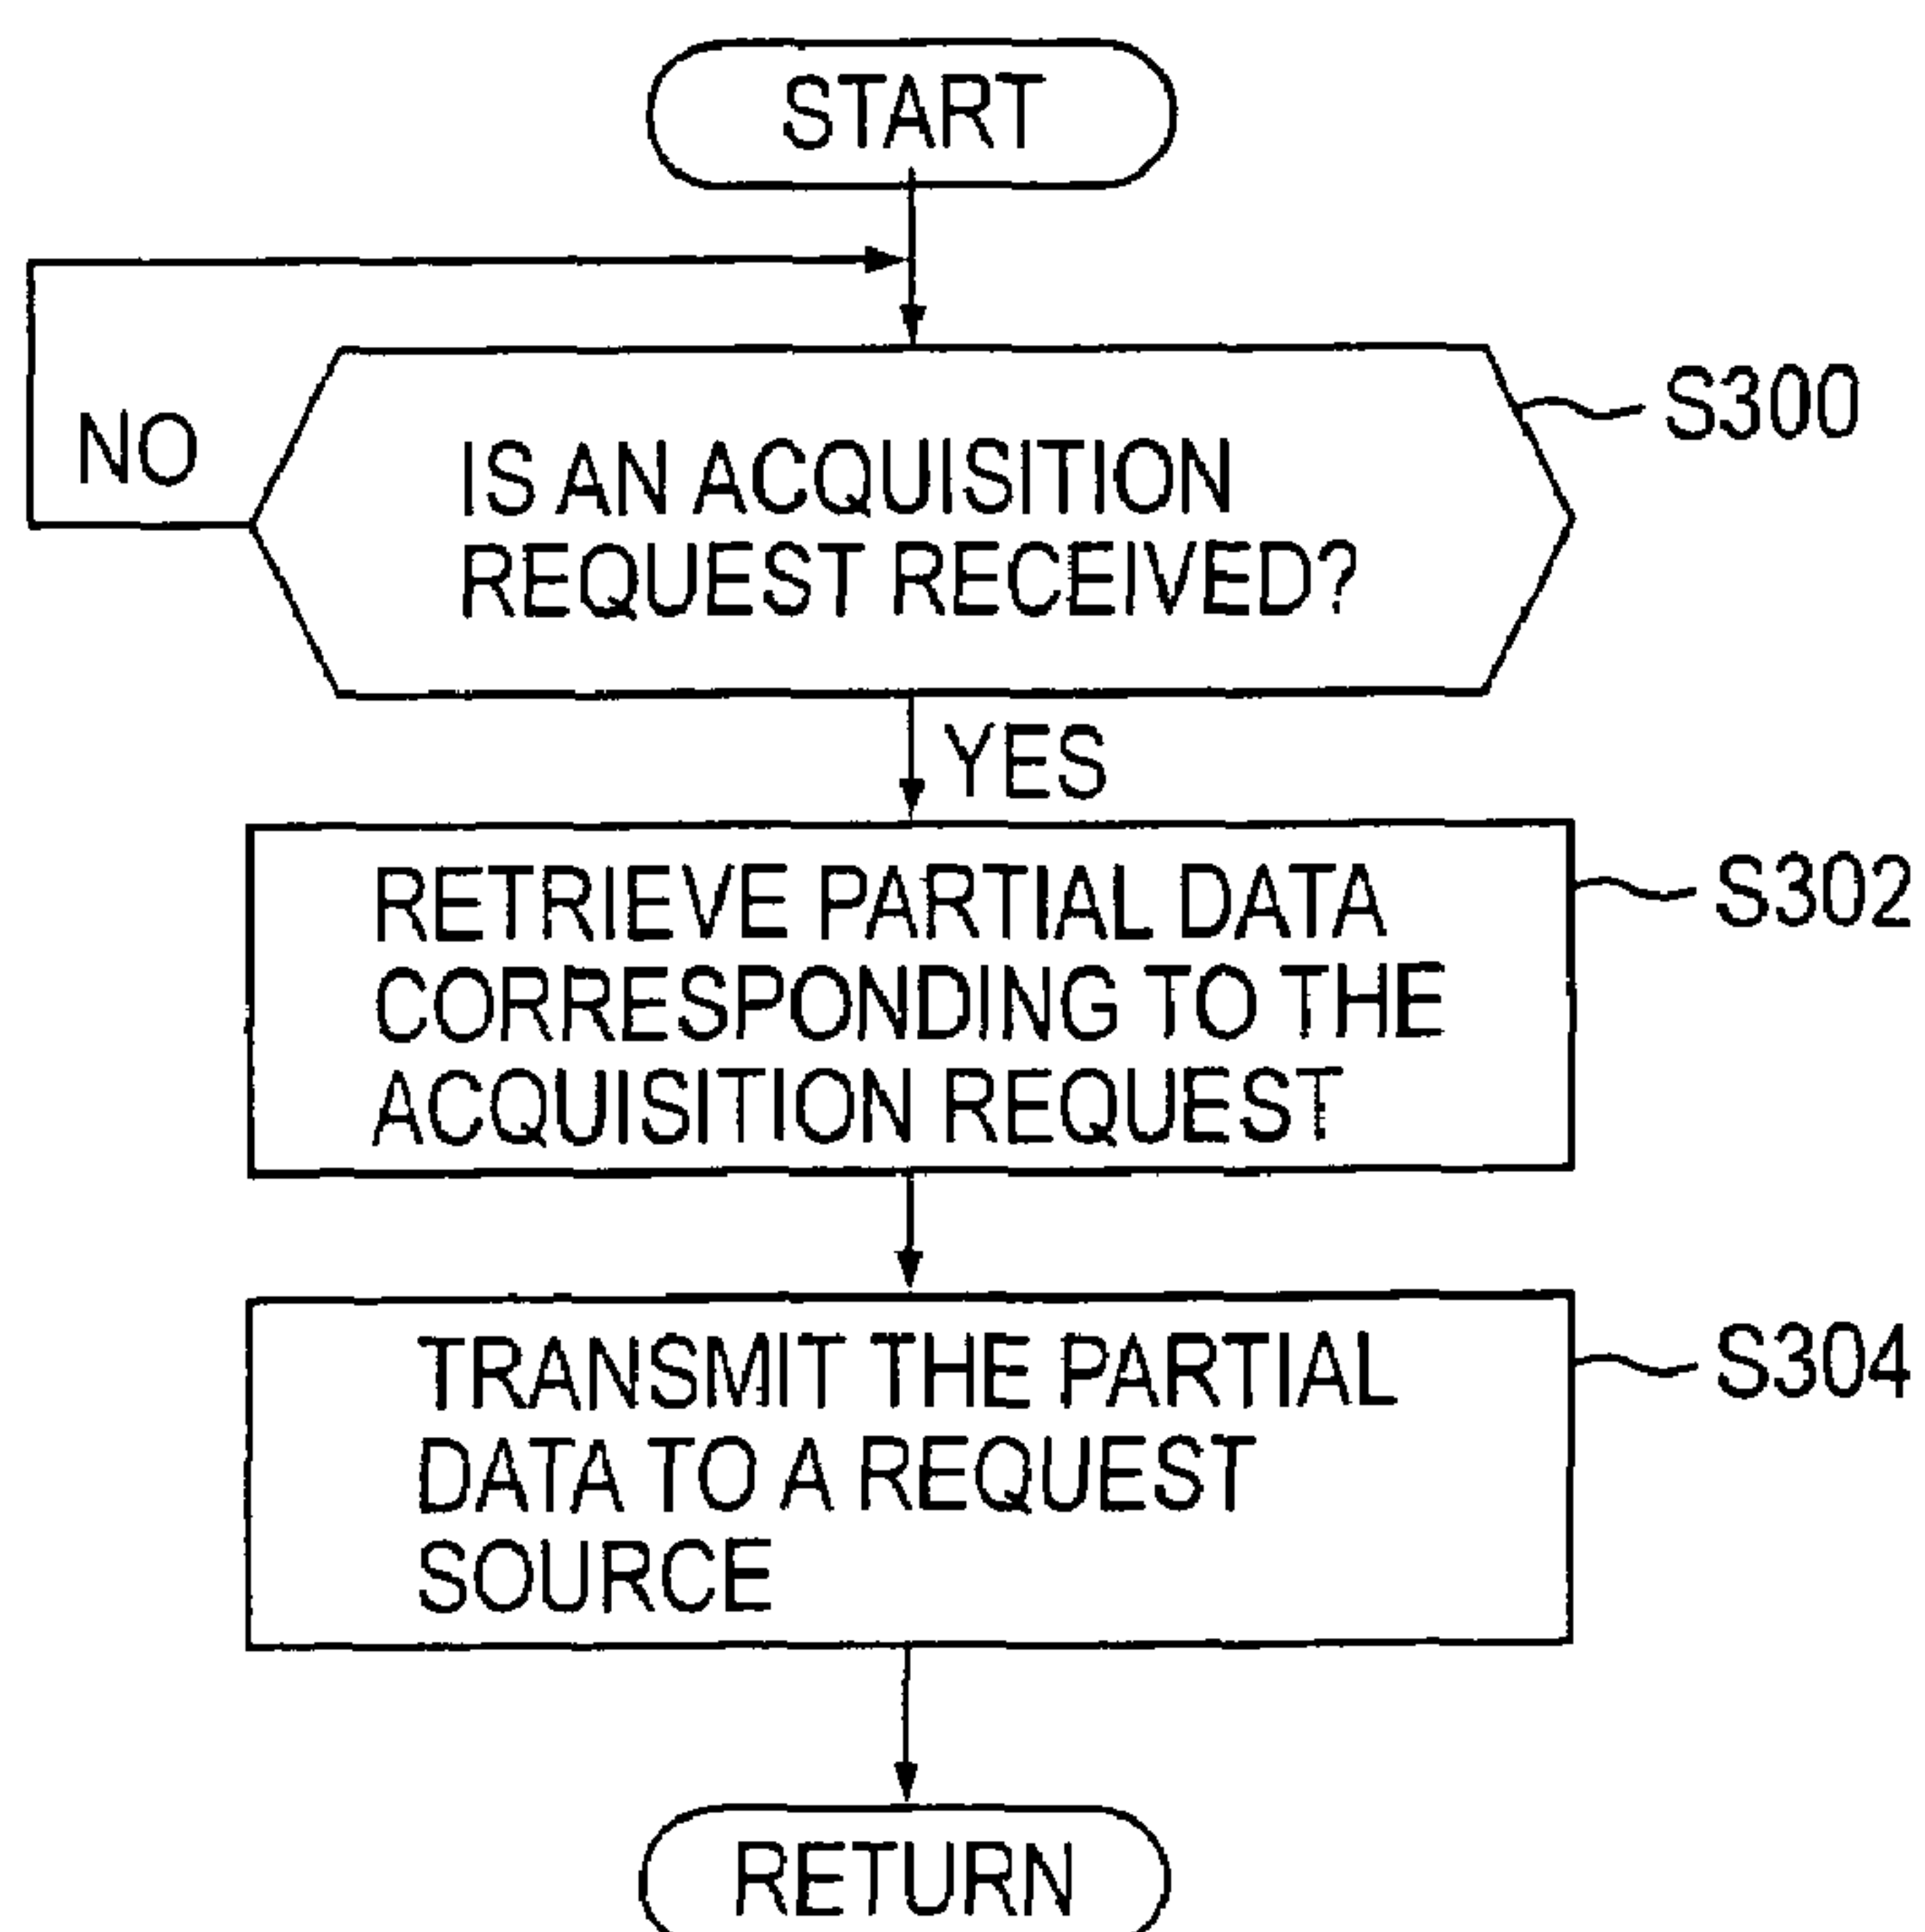 START
NO
S300
IS AN ACQUISITION
REQUEST RECEIVED?
YES
RETRIEVE PARTIAL DATA
CORRESPONDING TO THE
ACQUISITION REQUEST
S302
TRANSMIT THE PARTIAL
DATA TO A REQUEST
SOURCE
S304
RETURN